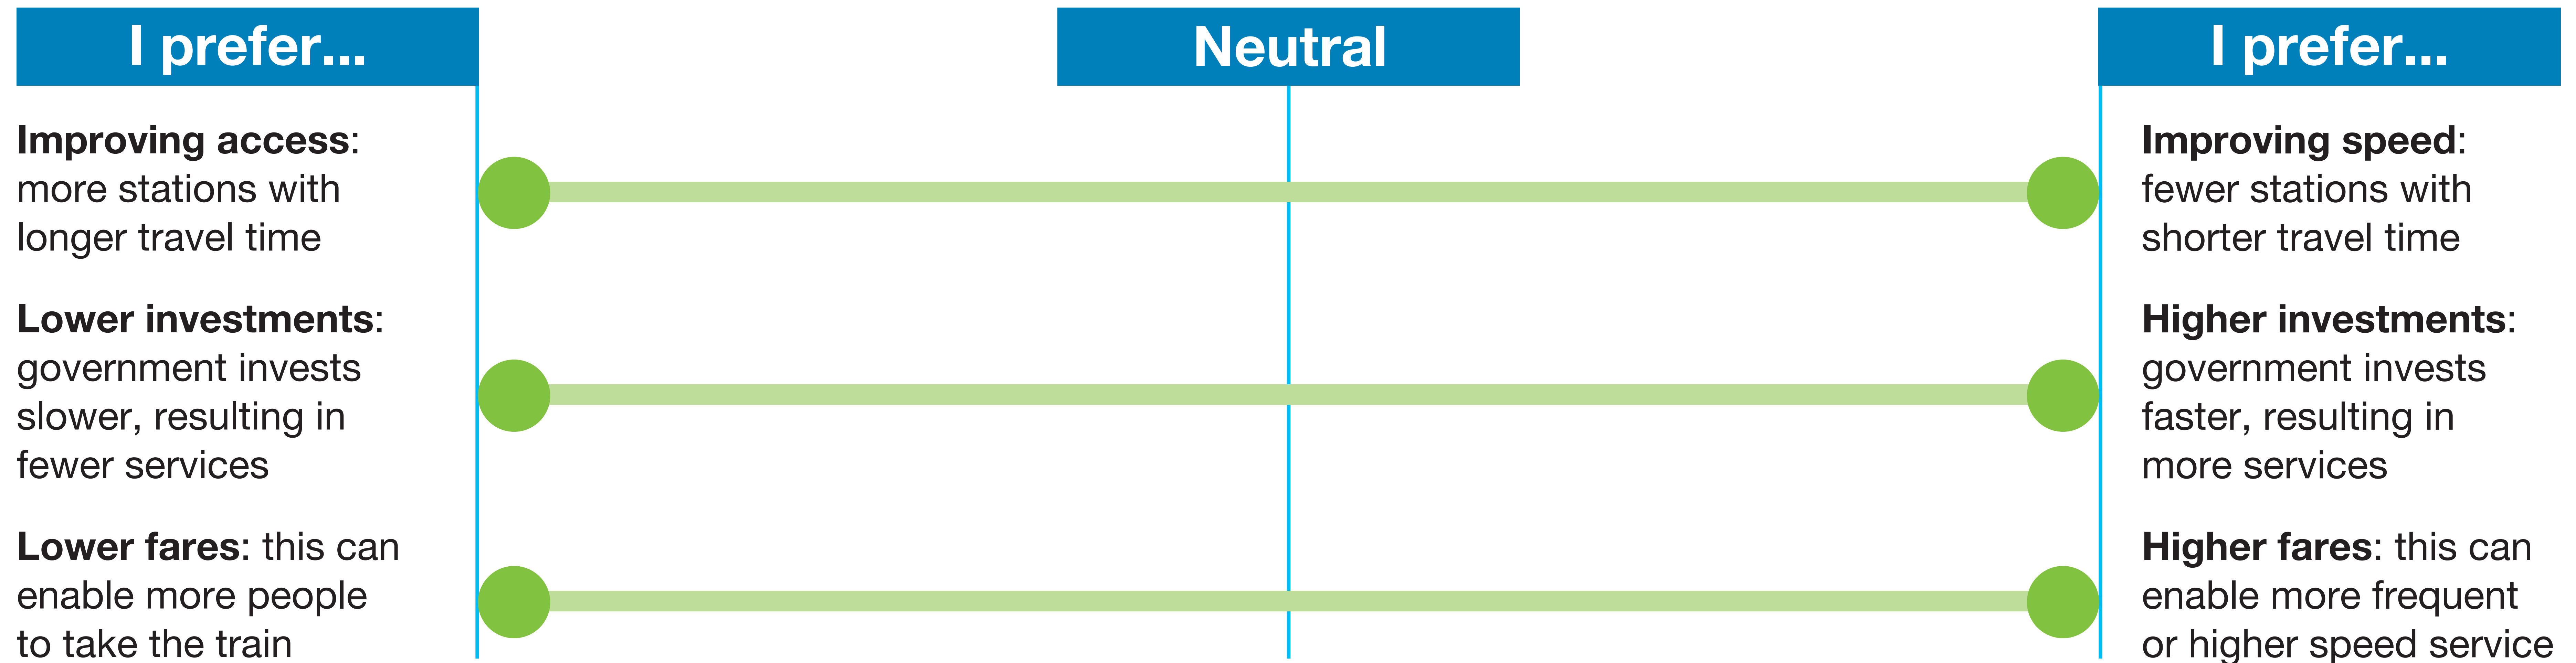 I prefer...
Neutral
I prefer...
Improving access:
more stations with
longer travel time
Improving speed:
fewer stations with
shorter travel time
Lower investments:
government invests
slower, resulting in
fewer services
Higher investments:
government invests
faster, resulting in
more services
Lower fares: this can
enable more people
to take the train
Higher fares: this can
enable more frequent
or higher speed service